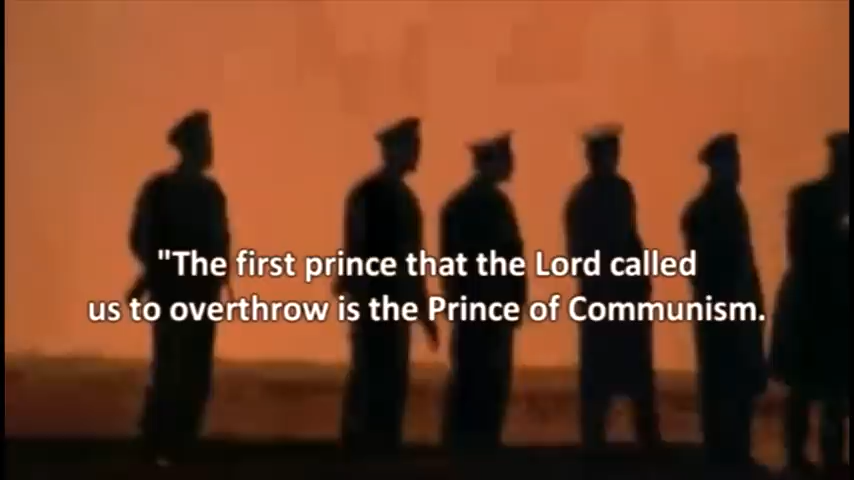 "The first prince that the Lord called
us to overthrow is the Prince of Communism.